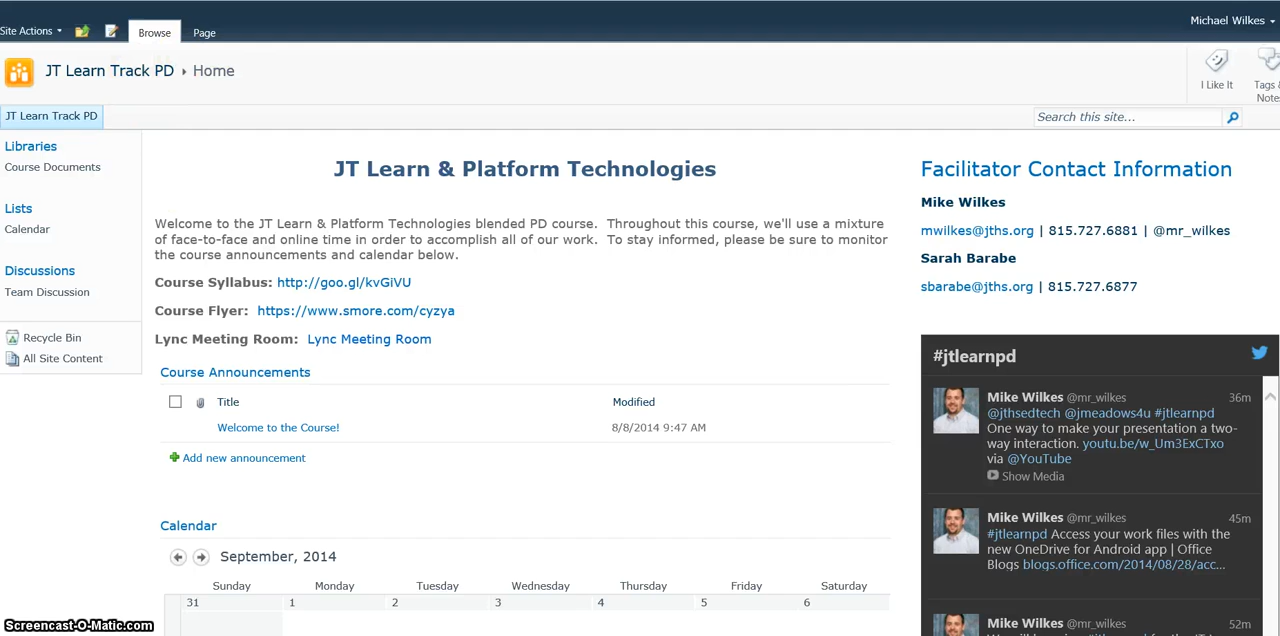 Site Actions
Browse
Page
Michael Wilkes
JT Learn Track PD
Home
I Like It
Tags &
Notes
JT Learn Track PD
Search this site...
Libraries
Course Documents
Lists
Calendar
Discussions
Team Discussion
Recycle Bin
All Site Content
JT Learn & Platform Technologies
Welcome to the JT Learn & Platform Technologies blended PD course. Throughout this course, we'll use a mixture
of face-to-face and online time in order to accomplish all of our work. To stay informed, please be sure to monitor
the course announcements and calendar below.
Course Syllabus: http://goo.gl/kvGiVU
Course Flyer: https://www.smore.com/cyzya
Lync Meeting Room: Lync Meeting Room
Course Announcements
Title Modified
Welcome to the Course! 8/8/2014 9:47 AM
Add new announcement
Calendar
September, 2014
Sunday Monday Tuesday Wednesday Thursday Friday Saturday
31 1 2 3 4 5 6
Facilitator Contact Information
Mike Wilkes
mwilkes@jths.org | 815.727.6881 | @mr_wilkes
Sarah Barabe
sbarabe@jths.org | 815.727.6877
#jtlearnpd
Mike Wilkes @mr_wilkes 36m
@jthsedtech @jmeadows4u #jtlearnpd
One way to make your presentation a two-
way interaction. youtu.be/w_Um3ExCTxo
via @YouTube
Show Media
Mike Wilkes @mr_wilkes 45m
#jtlearnpd Access your work files with the
new OneDrive for Android app | Office
Blogs blogs.office.com/2014/08/28/acc...
Mike Wilkes @mr_wilkes 52m
Screencast-O-Matic.com